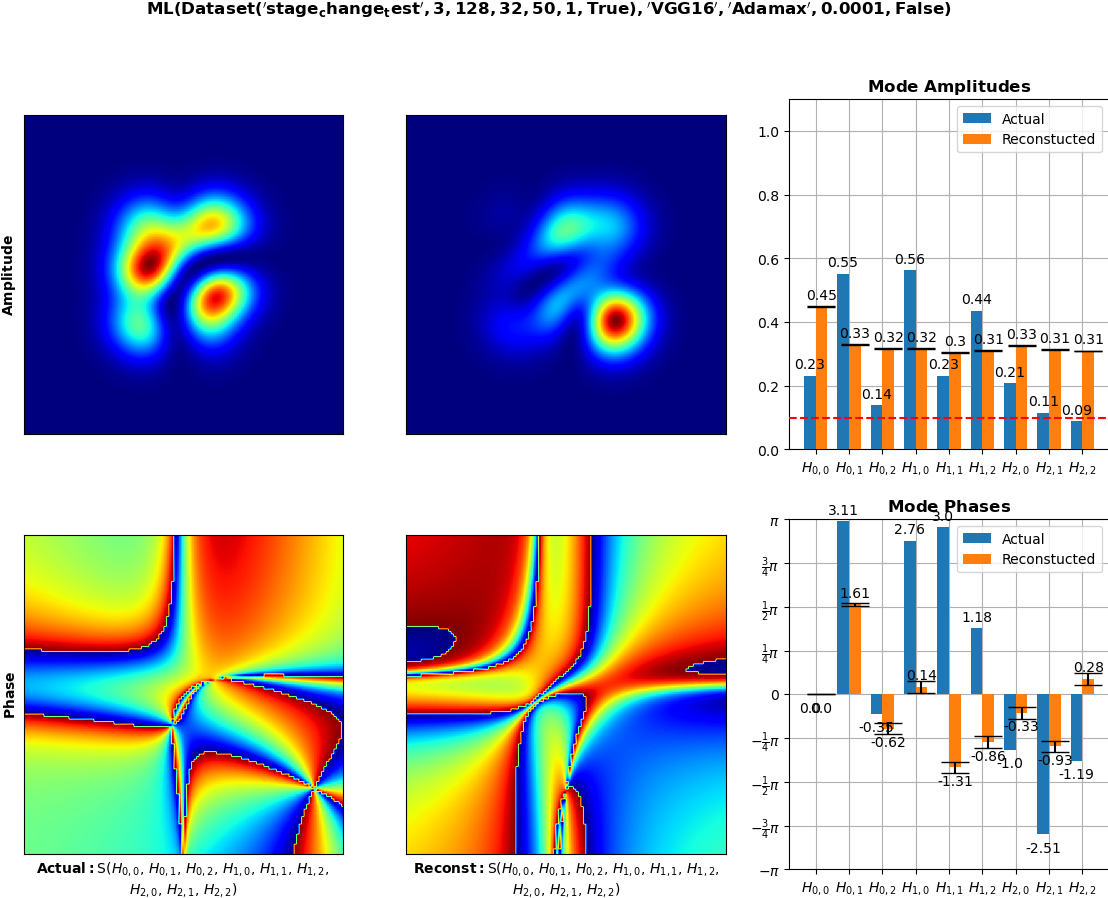 ML(Dataset('stage_change_test', 3, 128, 32, 50, 1, True), 'VGG16', 'Adamax', 0.0001, False)
Mode Amplitudes
Amplitude
1.0
0.8
0.6
0.4
0.2
0.0
Actual
Reconstucted
0.23 0.55 0.14 0.56 0.23 0.44 0.21 0.11 0.09
0.45 0.33 0.32 0.32 0.3 0.31 0.33 0.31 0.31
H0,0 H0,1 H0,2 H1,0 H1,1 H1,2 H2,0 H2,1 H2,2
Mode Phases
Phase
π
3/4π
1/2π
1/4π
0
−1/4π
−1/2π
−3/4π
−π
Actual
Reconstucted
0.0 3.11 -0.35 2.76 3.0 1.18 -1.0 -2.51 -1.19
0.0 1.61 -0.62 0.14 -1.31 -0.86 -0.33 -0.93 0.28
H0,0 H0,1 H0,2 H1,0 H1,1 H1,2 H2,0 H2,1 H2,2
Actual: S(H0,0, H0,1, H0,2, H1,0, H1,1, H1,2,
H2,0, H2,1, H2,2)
Reconst: S(H0,0, H0,1, H0,2, H1,0, H1,1, H1,2,
H2,0, H2,1, H2,2)